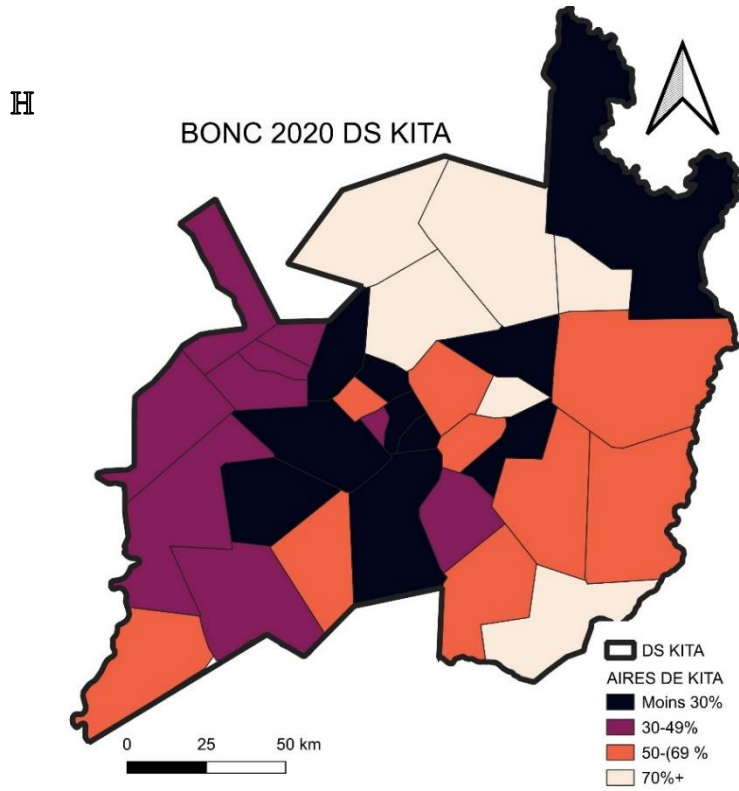 ℍ
BONC 2020 DS KITA
DS KITA
AIRES DE KITA
Moins 30%
30-49%
50-(69 %
70%+
0 25 50 km